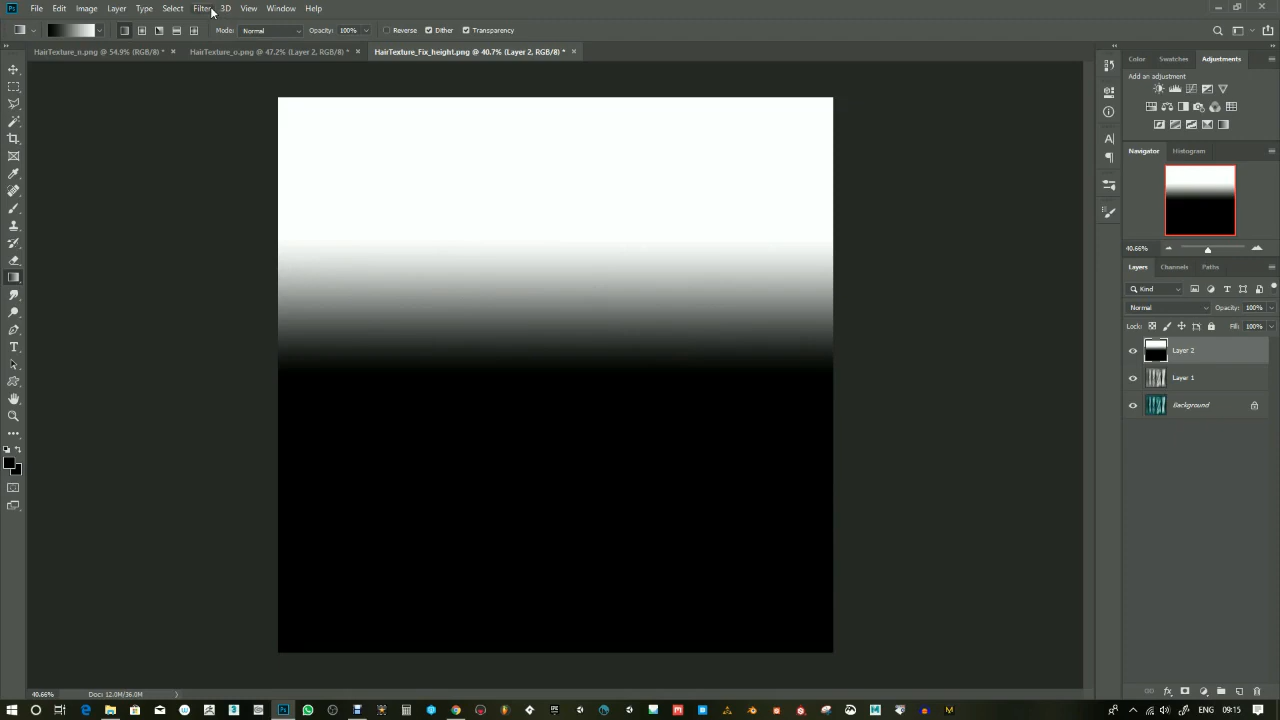 Ps File Edit Image Layer Type Select Filter 3D View Window Help
Mode: Normal Opacity: 100% Reverse Dither Transparency
HairTexture_n.png @ 54.9% (RGB/8) * HairTexture_o.png @ 47.2% (Layer 2, RGB/8) * HairTexture_Fix_height.png @ 40.7% (Layer 2, RGB/8) *
Color Swatches Adjustments
Add an adjustment
Navigator Histogram
40.66%
Layers Channels Paths
Kind
Normal Opacity: 100%
Lock: Fill: 100%
Layer 2
Layer 1
Background
40.66% Doc: 12.0M/36.0M
ENG 09:15